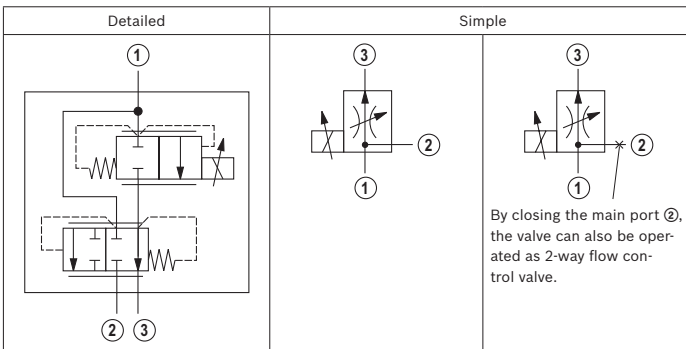 Detailed
Simple
①
② ③
③
②
①
③
②
①
By closing the main port ②,
the valve can also be oper-
ated as 2-way flow con-
trol valve.